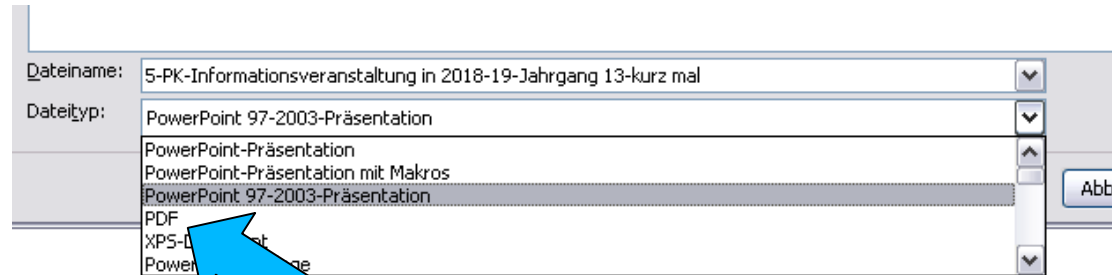 Dateiname: 5-PK-Informationsveranstaltung in 2018-19-Jahrgang 13-kurz mal
Dateityp: PowerPoint 97-2003-Präsentation
PowerPoint-Präsentation
PowerPoint-Präsentation mit Makros
PowerPoint 97-2003-Präsentation
PDF